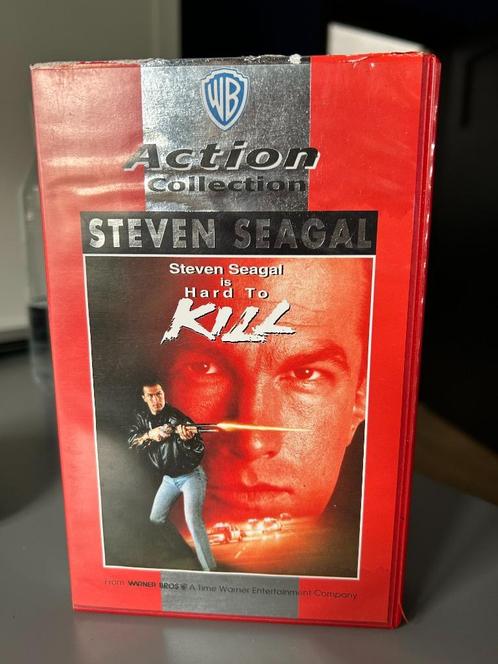 WB
Action
Collection
STEVEN SEAGAL
Steven Seagal
is
Hard To
KILL
From WARNER BROS A Time Warner Entertainment Company